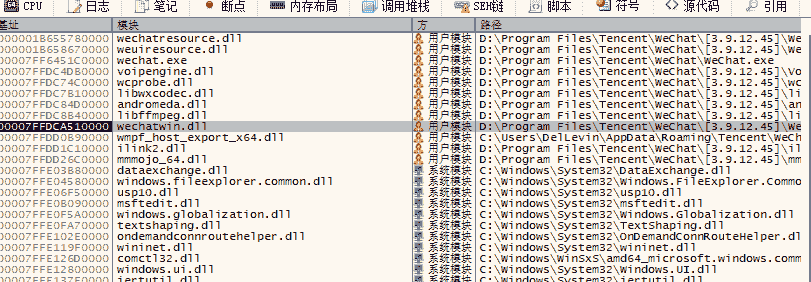 CPU 日志 笔记 断点 内存布局 调用堆栈 SEH链 脚本 符号 源代码 引用
基址 模块 方 路径
000001B655780000 wechatresource.dll 用户模块 D:\Program Files\Tencent\WeChat\[3.9.12.45]\We
000001B658670000 weuiresource.dll 用户模块 D:\Program Files\Tencent\WeChat\[3.9.12.45]\We
00007FF6451C0000 wechat.exe 用户模块 D:\Program Files\Tencent\WeChat\WeChat.exe
00007FFDC4DB0000 voipengine.dll 用户模块 D:\Program Files\Tencent\WeChat\[3.9.12.45]\vo
00007FFDC74C0000 wcprobe.dll 用户模块 D:\Program Files\Tencent\WeChat\[3.9.12.45]\wc
00007FFDC7B10000 libwxcodec.dll 用户模块 D:\Program Files\Tencent\WeChat\[3.9.12.45]\li
00007FFDC84D0000 andromeda.dll 用户模块 D:\Program Files\Tencent\WeChat\[3.9.12.45]\an
00007FFDC8B40000 libffmpeg.dll 用户模块 D:\Program Files\Tencent\WeChat\[3.9.12.45]\li
00007FFDCA510000 wechatwin.dll 用户模块 D:\Program Files\Tencent\WeChat\[3.9.12.45]\We
00007FFDD0B90000 wmpf_host_export_x64.dll 用户模块 C:\Users\DelLevin\AppData\Roaming\Tencent\WeCh
00007FFDD1C10000 ilink2.dll 用户模块 D:\Program Files\Tencent\WeChat\[3.9.12.45]\il
00007FFDD26C0000 mmmojo_64.dll 用户模块 D:\Program Files\Tencent\WeChat\[3.9.12.45]\mm
00007FFE03B80000 dataexchange.dll 系统模块 C:\Windows\System32\DataExchange.dll
00007FFE04580000 windows.fileexplorer.common.dll 系统模块 C:\Windows\System32\Windows.FileExplorer.Commo
00007FFE06F50000 usp10.dll 系统模块 C:\Windows\System32\usp10.dll
00007FFE0B090000 msftedit.dll 系统模块 C:\Windows\System32\msftedit.dll
00007FFE0F5A0000 windows.globalization.dll 系统模块 C:\Windows\System32\Windows.Globalization.dll
00007FFE0FA70000 textshaping.dll 系统模块 C:\Windows\System32\TextShaping.dll
00007FFE102E0000 ondemandconnroutehelper.dll 系统模块 C:\Windows\System32\OnDemandConnRouteHelper.dl
00007FFE119F0000 wininet.dll 系统模块 C:\Windows\System32\wininet.dll
00007FFE126D0000 comctl32.dll 系统模块 C:\Windows\WinSxS\amd64_microsoft.windows.comm
00007FFE12800000 windows.ui.dll 系统模块 C:\Windows\System32\Windows.UI.dll
00007FFE137F0000 iertutil.dll 系统模块 C:\Windows\System32\iertutil.dll